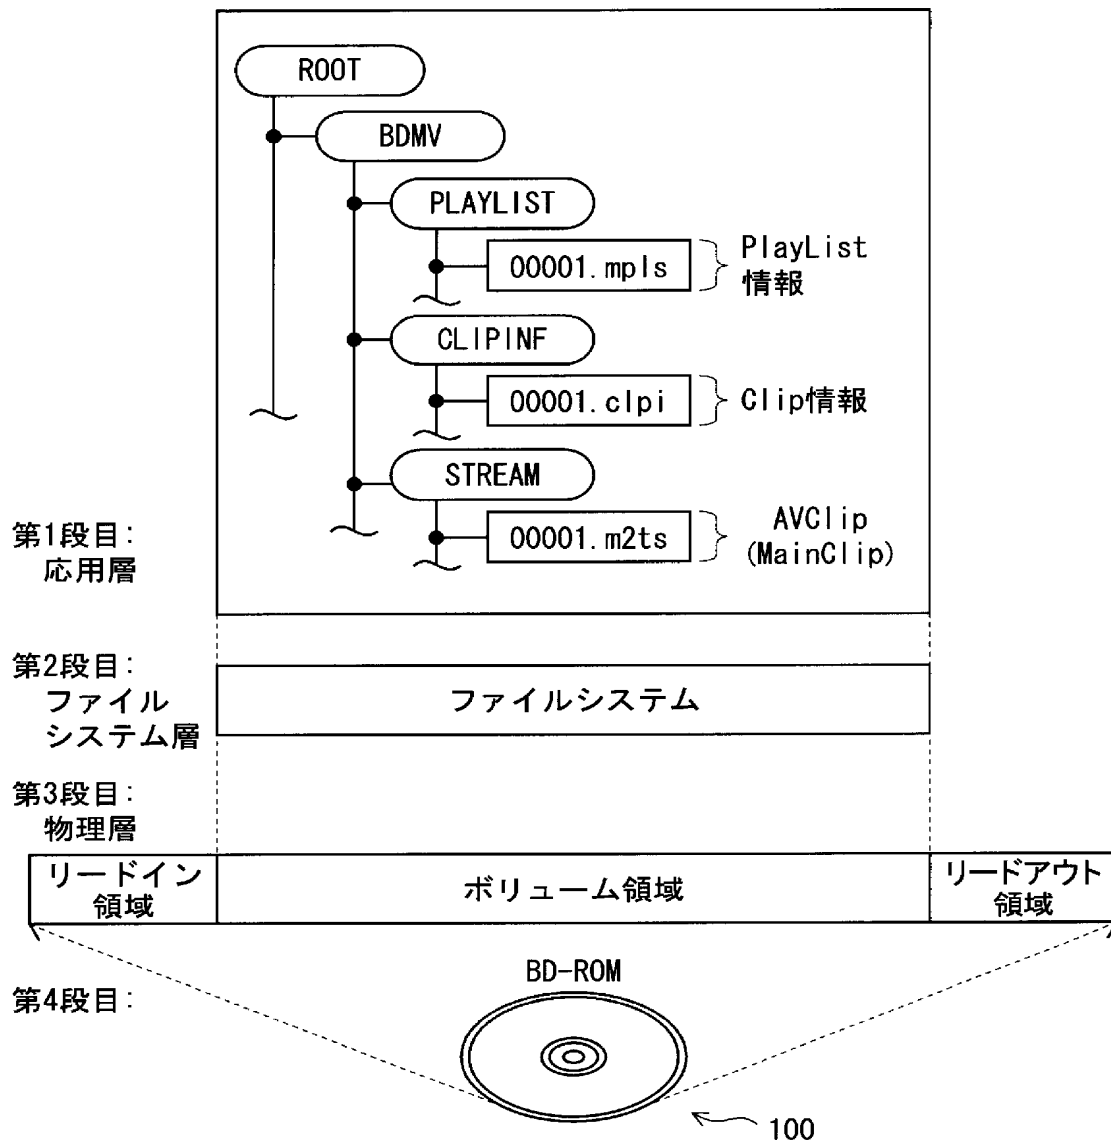 ROOT
BDMV
PLAYLIST
00001.mpls
PlayList
情報
CLIPINF
00001.clpi
Clip情報
STREAM
00001.m2ts
AVClip
(MainClip)
第1段目:
応用層
第2段目:
ファイル
システム層
ファイルシステム
第3段目:
物理層
リードイン
領域
ボリューム領域
リードアウト
領域
BD-ROM
第4段目:
100